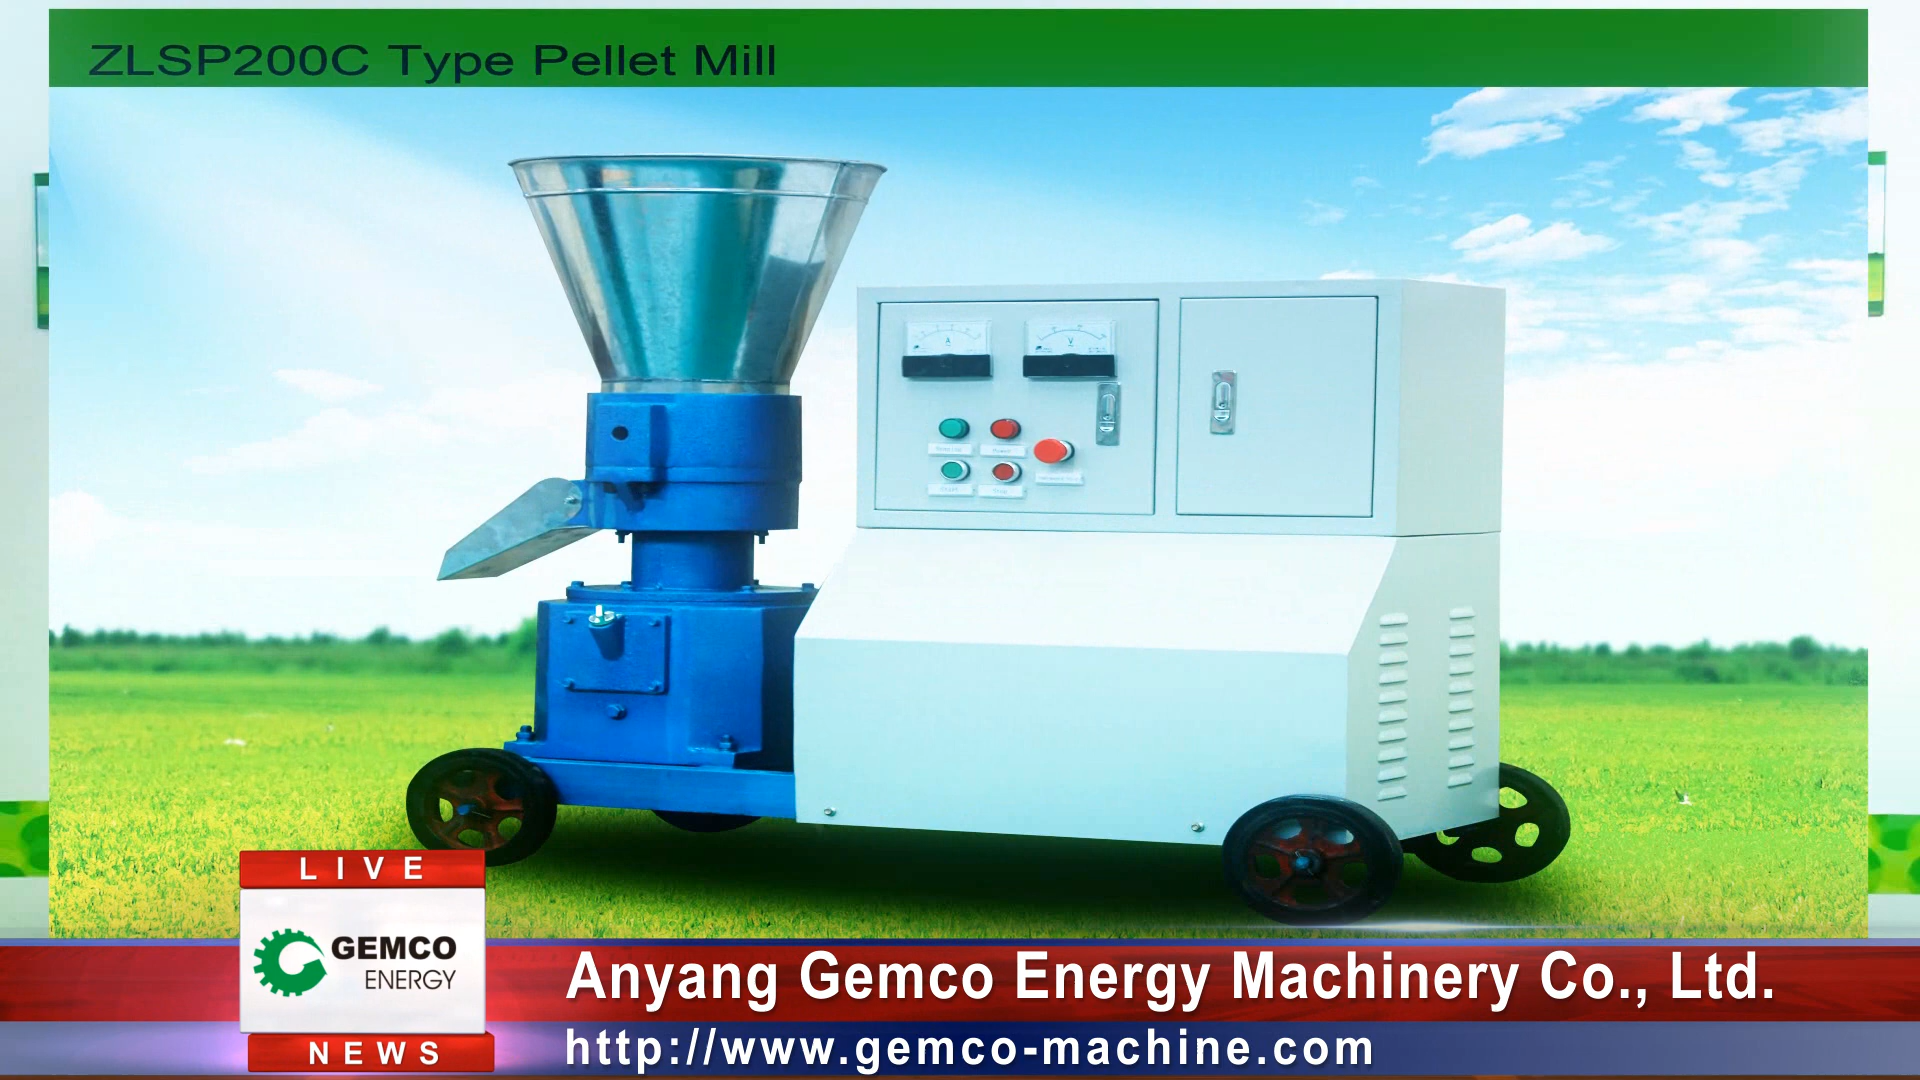 ZLSP200C Type Pellet Mill
A
V
LIVE
GEMCO
ENERGY
NEWS
Anyang Gemco Energy Machinery Co., Ltd.
http://www.gemco-machine.com